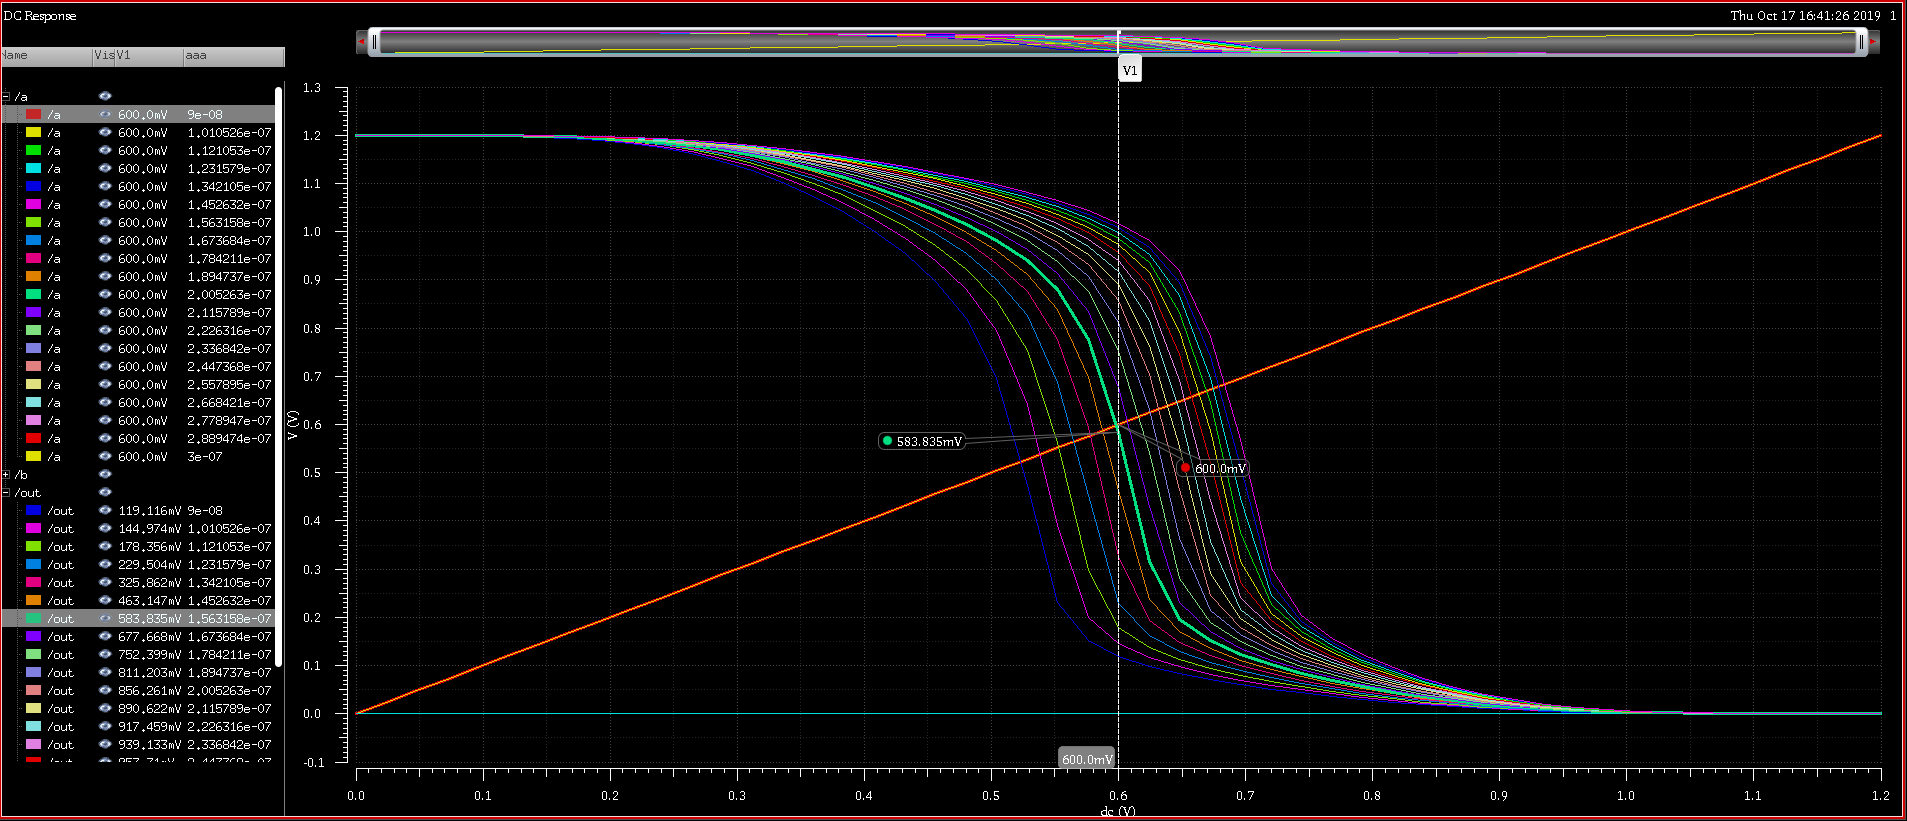 DC Response
Thu Oct 17 16:41:26 2019 1
Name Vis V1 aaa
V1
/a
/a 600.0mV 9e-08
/a 600.0mV 1.010526e-07
/a 600.0mV 1.121053e-07
/a 600.0mV 1.231579e-07
/a 600.0mV 1.342105e-07
/a 600.0mV 1.452632e-07
/a 600.0mV 1.563158e-07
/a 600.0mV 1.673684e-07
/a 600.0mV 1.784211e-07
/a 600.0mV 1.894737e-07
/a 600.0mV 2.005263e-07
/a 600.0mV 2.115789e-07
/a 600.0mV 2.226316e-07
/a 600.0mV 2.336842e-07
/a 600.0mV 2.447368e-07
/a 600.0mV 2.557895e-07
/a 600.0mV 2.668421e-07
/a 600.0mV 2.778947e-07
/a 600.0mV 2.889474e-07
/a 600.0mV 3e-07
/b
/out
/out 119.116mV 9e-08
/out 144.974mV 1.010526e-07
/out 178.356mV 1.121053e-07
/out 229.504mV 1.231579e-07
/out 325.862mV 1.342105e-07
/out 463.147mV 1.452632e-07
/out 583.835mV 1.563158e-07
/out 677.668mV 1.673684e-07
/out 752.399mV 1.784211e-07
/out 811.203mV 1.894737e-07
/out 856.261mV 2.005263e-07
/out 890.622mV 2.115789e-07
/out 917.459mV 2.226316e-07
/out 939.133mV 2.336842e-07
/out 957.71mV 2.447368e-07
1.3
1.2
1.1
1.0
0.9
0.8
0.7
0.6
0.5
0.4
0.3
0.2
0.1
0.0
-0.1
V (V)
583.835mV
600.0mV
600.0mV
0.0 0.1 0.2 0.3 0.4 0.5 0.6 0.7 0.8 0.9 1.0 1.1 1.2
dc (V)